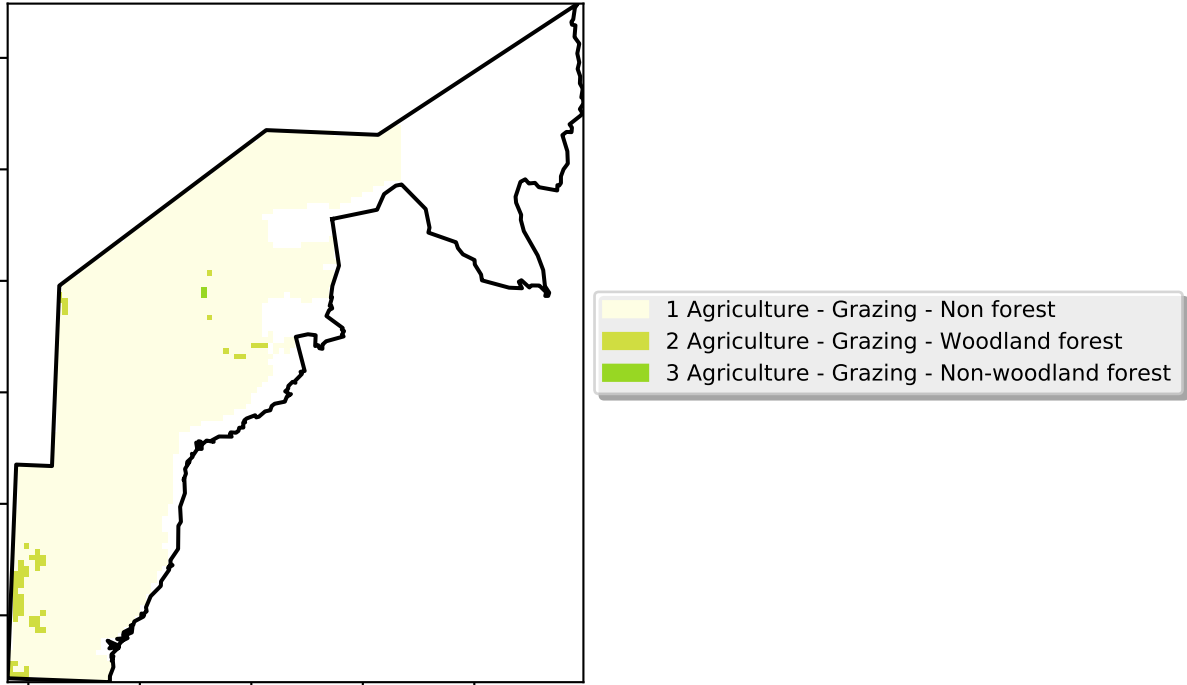 1 Agriculture - Grazing - Non forest
2 Agriculture - Grazing - Woodland forest
3 Agriculture - Grazing - Non-woodland forest